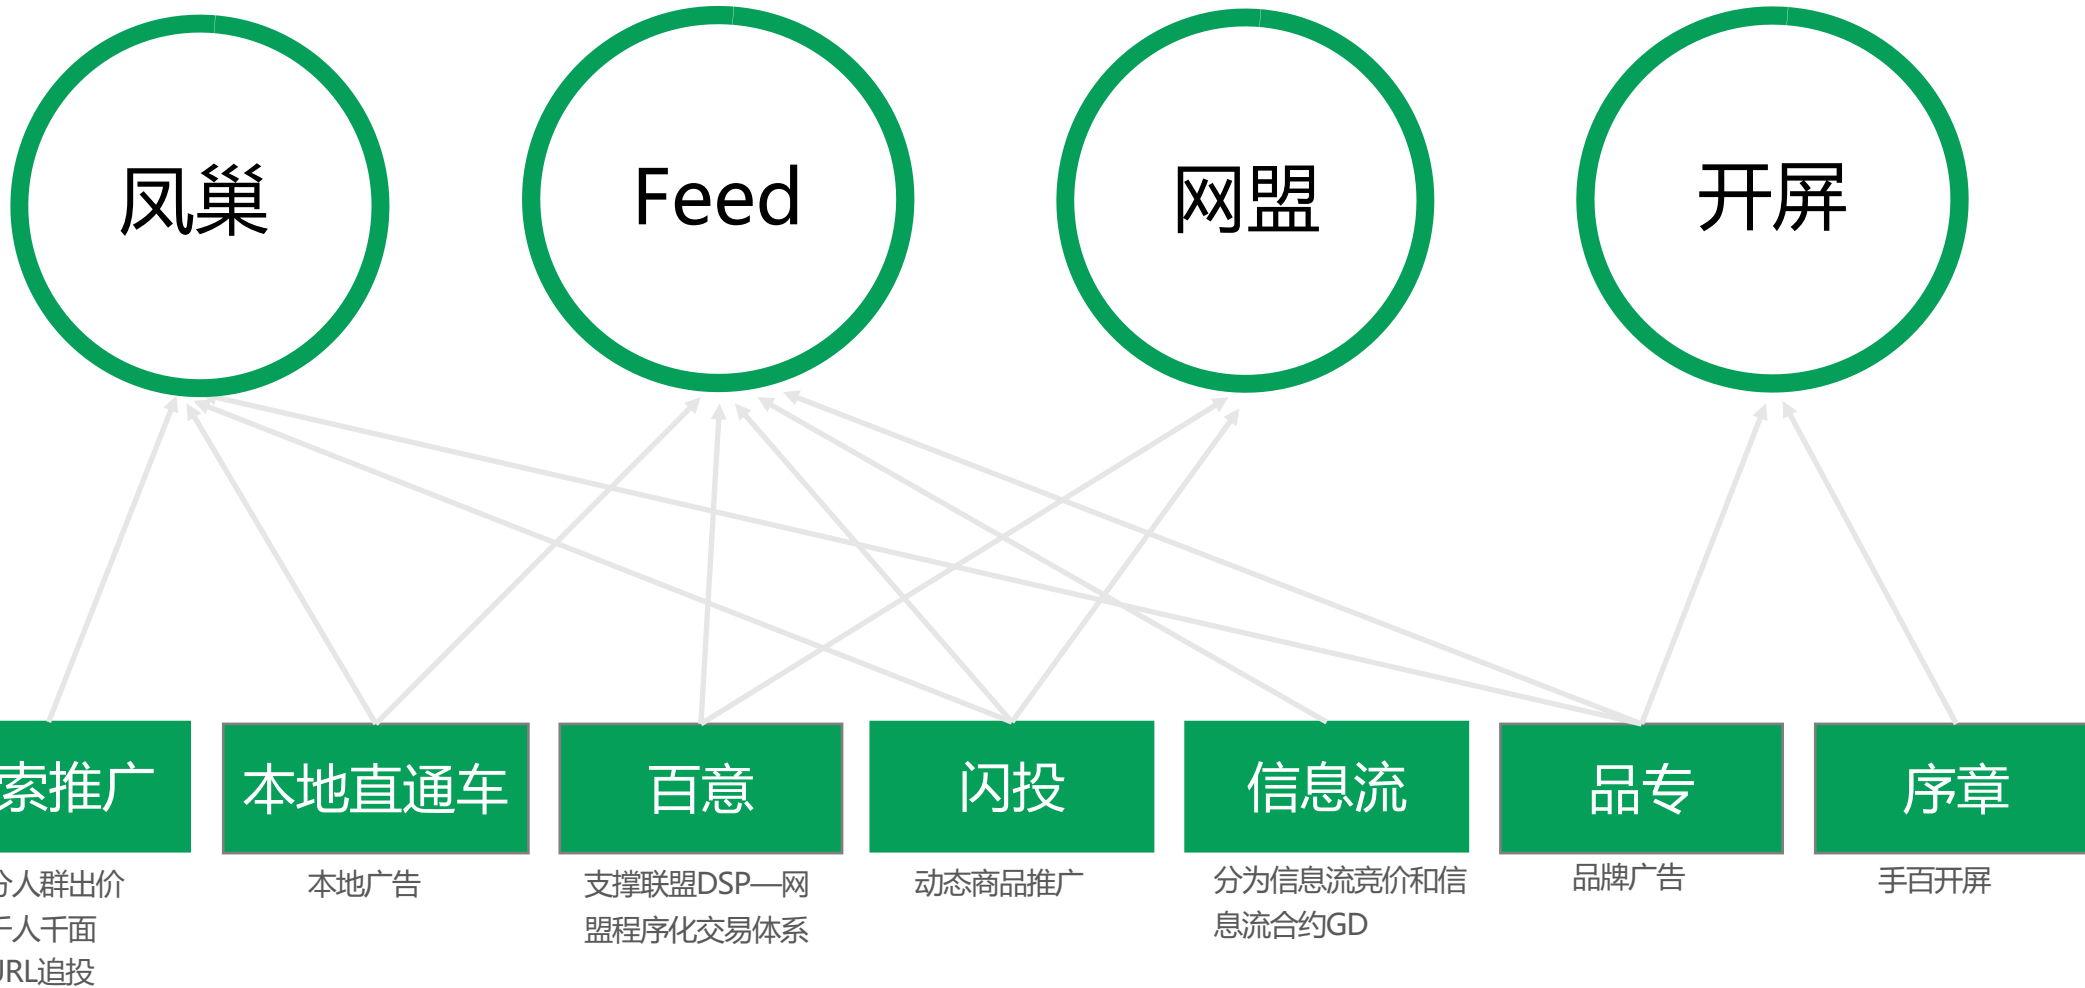 凤巢
Feed
网盟
开屏
索推广
本地直通车
百意
闪投
信息流
品专
序章
分人群出价
千人千面
URL追投
本地广告
支撑联盟DSP—网
盟程序化交易体系
动态商品推广
分为信息流竞价和信
息流合约GD
品牌广告
手百开屏